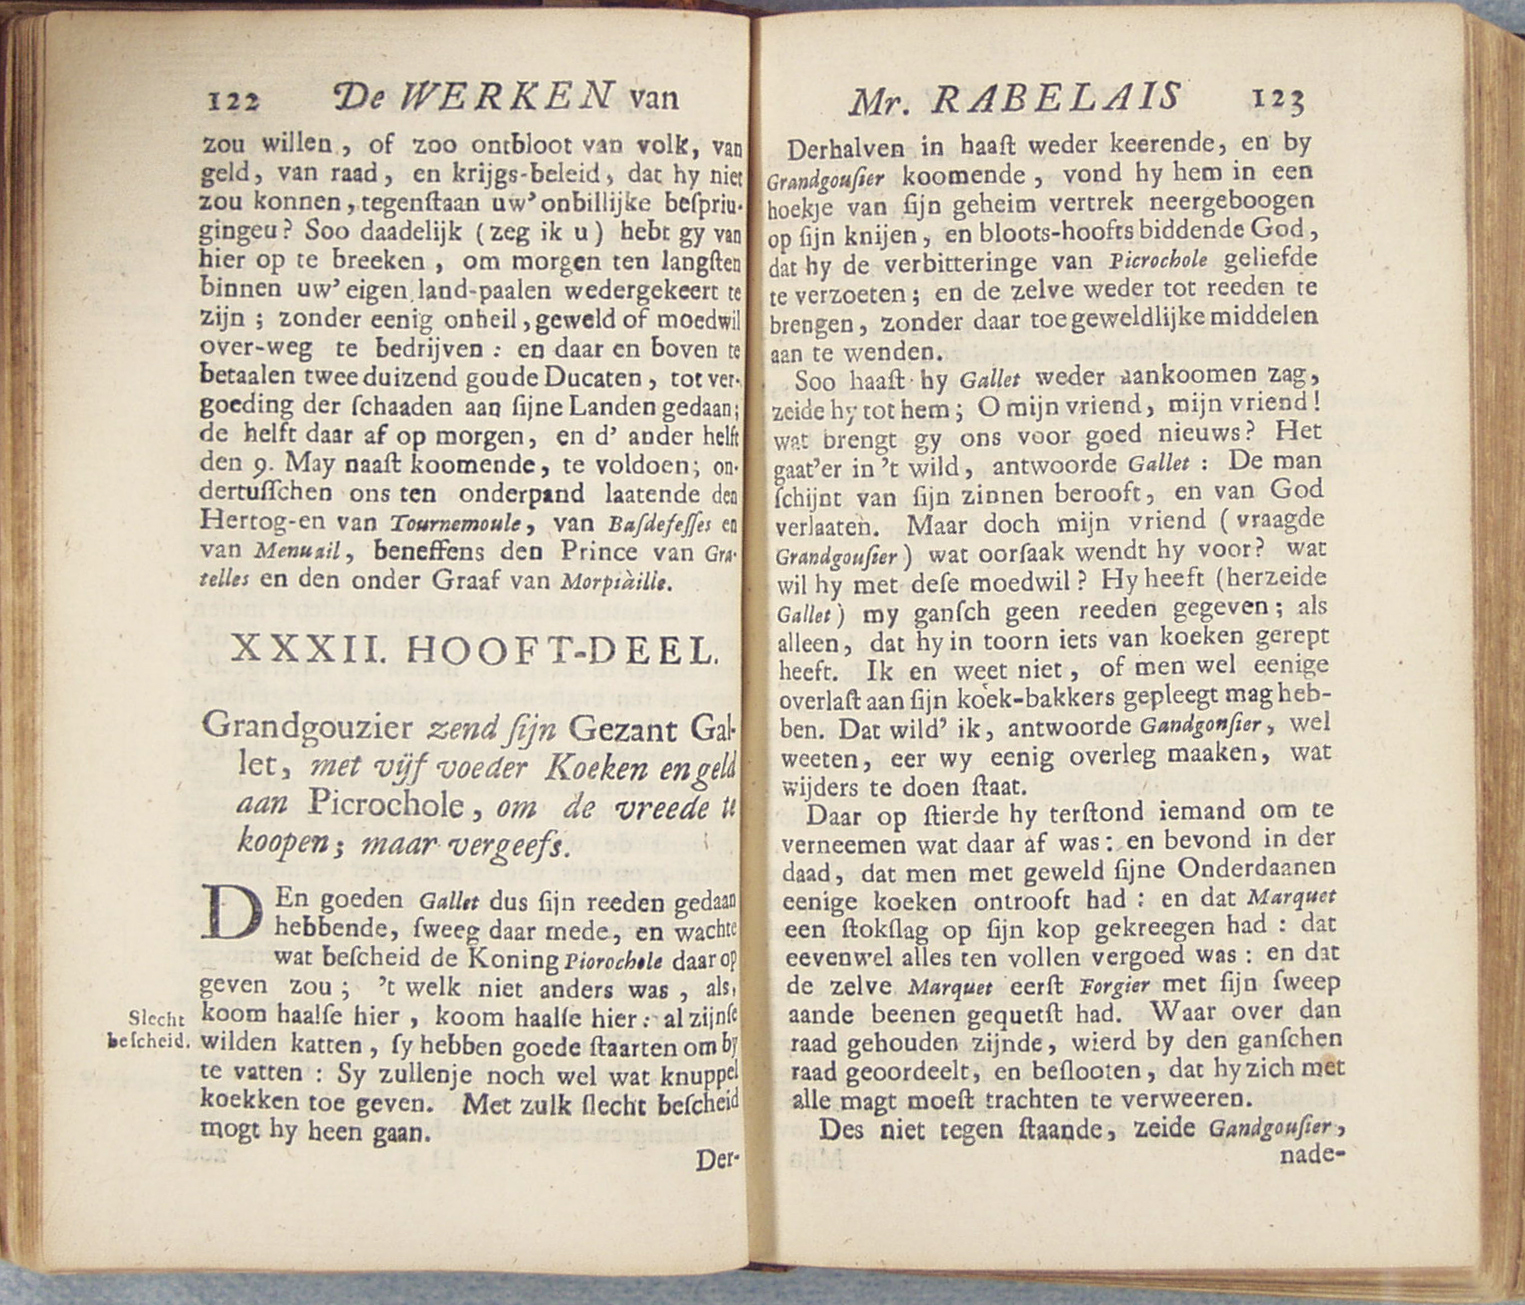 122 De WERKEN van
zou willen, of zoo ontbloot van volk, van
geld, van raad, en krijgs-beleid, dat hy niet
zou konnen, tegenſtaan uw' onbillijke beſpriu-
gingeu? Soo daadelijk (zeg ik u) hebt gy van
hier op te breeken, om morgen ten langſten
binnen uw' eigen land-paalen wedergekeert te
zijn; zonder eenig onheil, geweld of moedwil
over-weg te bedrijven: en daar en boven te
betaalen twee duizend goude Ducaten, tot ver-
goeding der ſchaaden aan ſijne Landen gedaan;
de helft daar af op morgen, en d' ander helft
den 9. May naaſt koomende, te voldoen; on-
dertuſſchen ons ten onderpand laatende den
Hertog-en van Tournemoule, van Basdefeſſes en
van Menuail, beneffens den Prince van Gra-
telles en den onder Graaf van Morpiaille.
XXXII. HOOFT-DEEL.
Grandgouzier zend ſijn Gezant Gal-
let, met vijf voeder Koeken en geld
aan Picrochole, om de vreede te
koopen; maar vergeefs.
DEn goeden Gallet dus ſijn reeden gedaan
hebbende, ſweeg daar mede, en wachte
wat beſcheid de Koning Piorochole daar op
geven zou; 't welk niet anders was, als,
Slecht
beſcheid.
koom haalſe hier, koom haalſe hier: al zijnſe
wilden katten, ſy hebben goede ſtaarten om by
te vatten: Sy zullenje noch wel wat knuppel
koekken toe geven. Met zulk ſlecht beſcheid
mogt hy heen gaan.
Der-
Mr. RABELAIS 123
Derhalven in haaſt weder keerende, en by
Grandgouſier koomende, vond hy hem in een
hoekje van ſijn geheim vertrek neergeboogen
op ſijn knijen, en bloots-hoofts biddende God,
dat hy de verbitteringe van Picrochole geliefde
te verzoeten; en de zelve weder tot reeden te
brengen, zonder daar toe geweldlijke middelen
aan te wenden.
Soo haaſt hy Gallet weder aankoomen zag,
zeide hy tot hem; O mijn vriend, mijn vriend!
wat brengt gy ons voor goed nieuws? Het
gaat'er in 't wild, antwoorde Gallet: De man
ſchijnt van ſijn zinnen berooft, en van God
verlaaten. Maar doch mijn vriend (vraagde
Grandgouſier) wat oorſaak wendt hy voor? wat
wil hy met deſe moedwil? Hy heeft (herzeide
Gallet) my ganſch geen reeden gegeven; als
alleen, dat hy in toorn iets van koeken gerept
heeft. Ik en weet niet, of men wel eenige
overlaſt aan ſijn koek-bakkers gepleegt mag heb-
ben. Dat wild' ik, antwoorde Gandgonſier, wel
weeten, eer wy eenig overleg maaken, wat
wijders te doen ſtaat.
Daar op ſtierde hy terſtond iemand om te
verneemen wat daar af was: en bevond in der
daad, dat men met geweld ſijne Onderdaanen
eenige koeken ontrooft had: en dat Marquet
een ſtokſlag op ſijn kop gekreegen had: dat
eevenwel alles ten vollen vergoed was: en dat
de zelve Marquet eerſt Forgier met ſijn ſweep
aande beenen gequetſt had. Waar over dan
raad gehouden zijnde, wierd by den ganſchen
raad geoordeelt, en beſlooten, dat hy zich met
alle magt moeſt trachten te verweeren.
Des niet tegen ſtaande, zeide Gandgouſier,
nade-